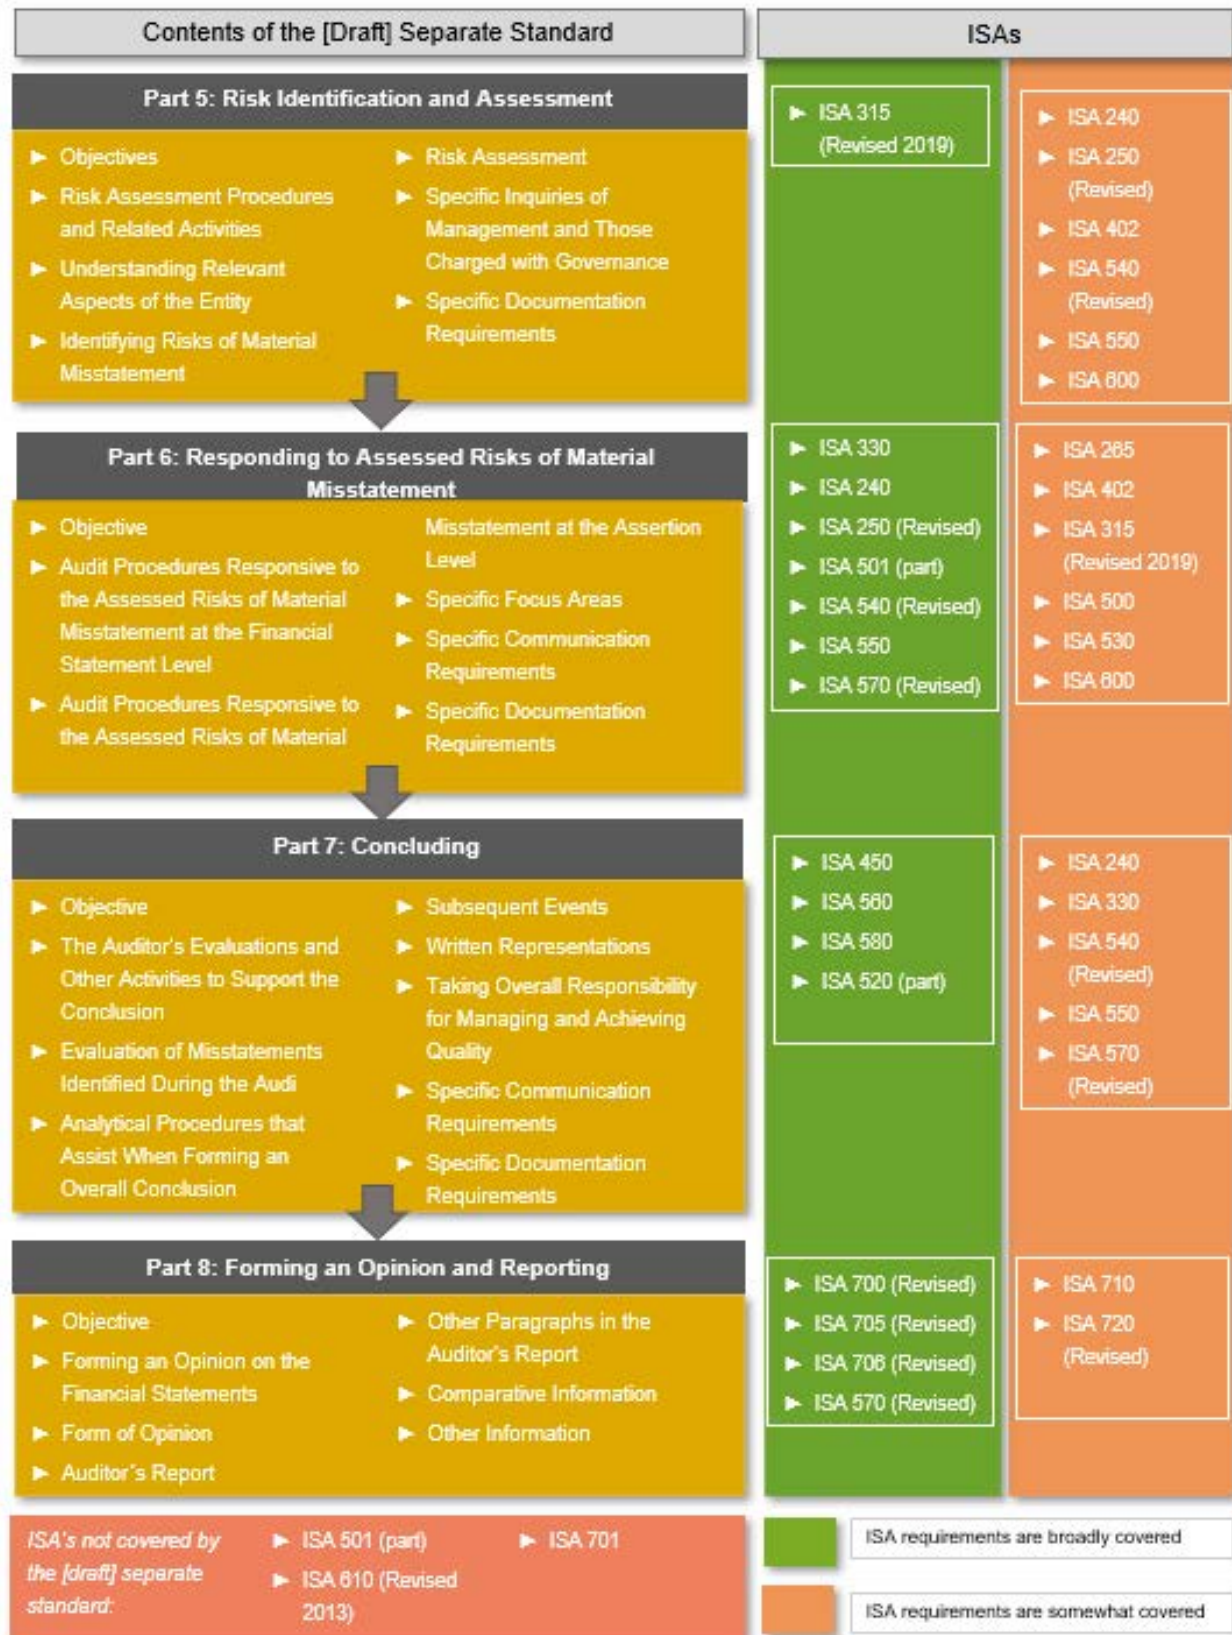 Contents of the [Draft] Separate Standard
ISAs
Part 5: Risk Identification and Assessment
► Objectives
► Risk Assessment Procedures
and Related Activities
► Understanding Relevant
Aspects of the Entity
► Identifying Risks of Material
Misstatement
► Risk Assessment
► Specific Inquiries of
Management and Those
Charged with Governance
► Specific Documentation
Requirements
► ISA 315
(Revised 2019)
► ISA 240
► ISA 250
(Revised)
► ISA 402
► ISA 540
(Revised)
► ISA 550
► ISA 600
Part 6: Responding to Assessed Risks of Material
Misstatement
► Objective
► Audit Procedures Responsive to
the Assessed Risks of Material
Misstatement at the Financial
Statement Level
► Audit Procedures Responsive to
the Assessed Risks of Material
Misstatement at the Assertion
Level
► Specific Focus Areas
► Specific Communication
Requirements
► Specific Documentation
Requirements
► ISA 330
► ISA 240
► ISA 250 (Revised)
► ISA 501 (part)
► ISA 540 (Revised)
► ISA 550
► ISA 570 (Revised)
► ISA 265
► ISA 402
► ISA 315
(Revised 2019)
► ISA 500
► ISA 530
► ISA 600
Part 7: Concluding
► Objective
► The Auditor's Evaluations and
Other Activities to Support the
Conclusion
► Evaluation of Misstatements
Identified During the Audi
► Analytical Procedures that
Assist When Forming an
Overall Conclusion
► Subsequent Events
► Written Representations
► Taking Overall Responsibility
for Managing and Achieving
Quality
► Specific Communication
Requirements
► Specific Documentation
Requirements
► ISA 450
► ISA 560
► ISA 580
► ISA 520 (part)
► ISA 240
► ISA 330
► ISA 540
(Revised)
► ISA 550
► ISA 570
(Revised)
Part 8: Forming an Opinion and Reporting
► Objective
► Forming an Opinion on the
Financial Statements
► Form of Opinion
► Auditor's Report
► Other Paragraphs in the
Auditor's Report
► Comparative Information
► Other Information
► ISA 700 (Revised)
► ISA 705 (Revised)
► ISA 706 (Revised)
► ISA 570 (Revised)
► ISA 710
► ISA 720
(Revised)
ISA's not covered by
the [draft] separate
standard:
► ISA 501 (part)
► ISA 610 (Revised
2013)
► ISA 701
ISA requirements are broadly covered
ISA requirements are somewhat covered